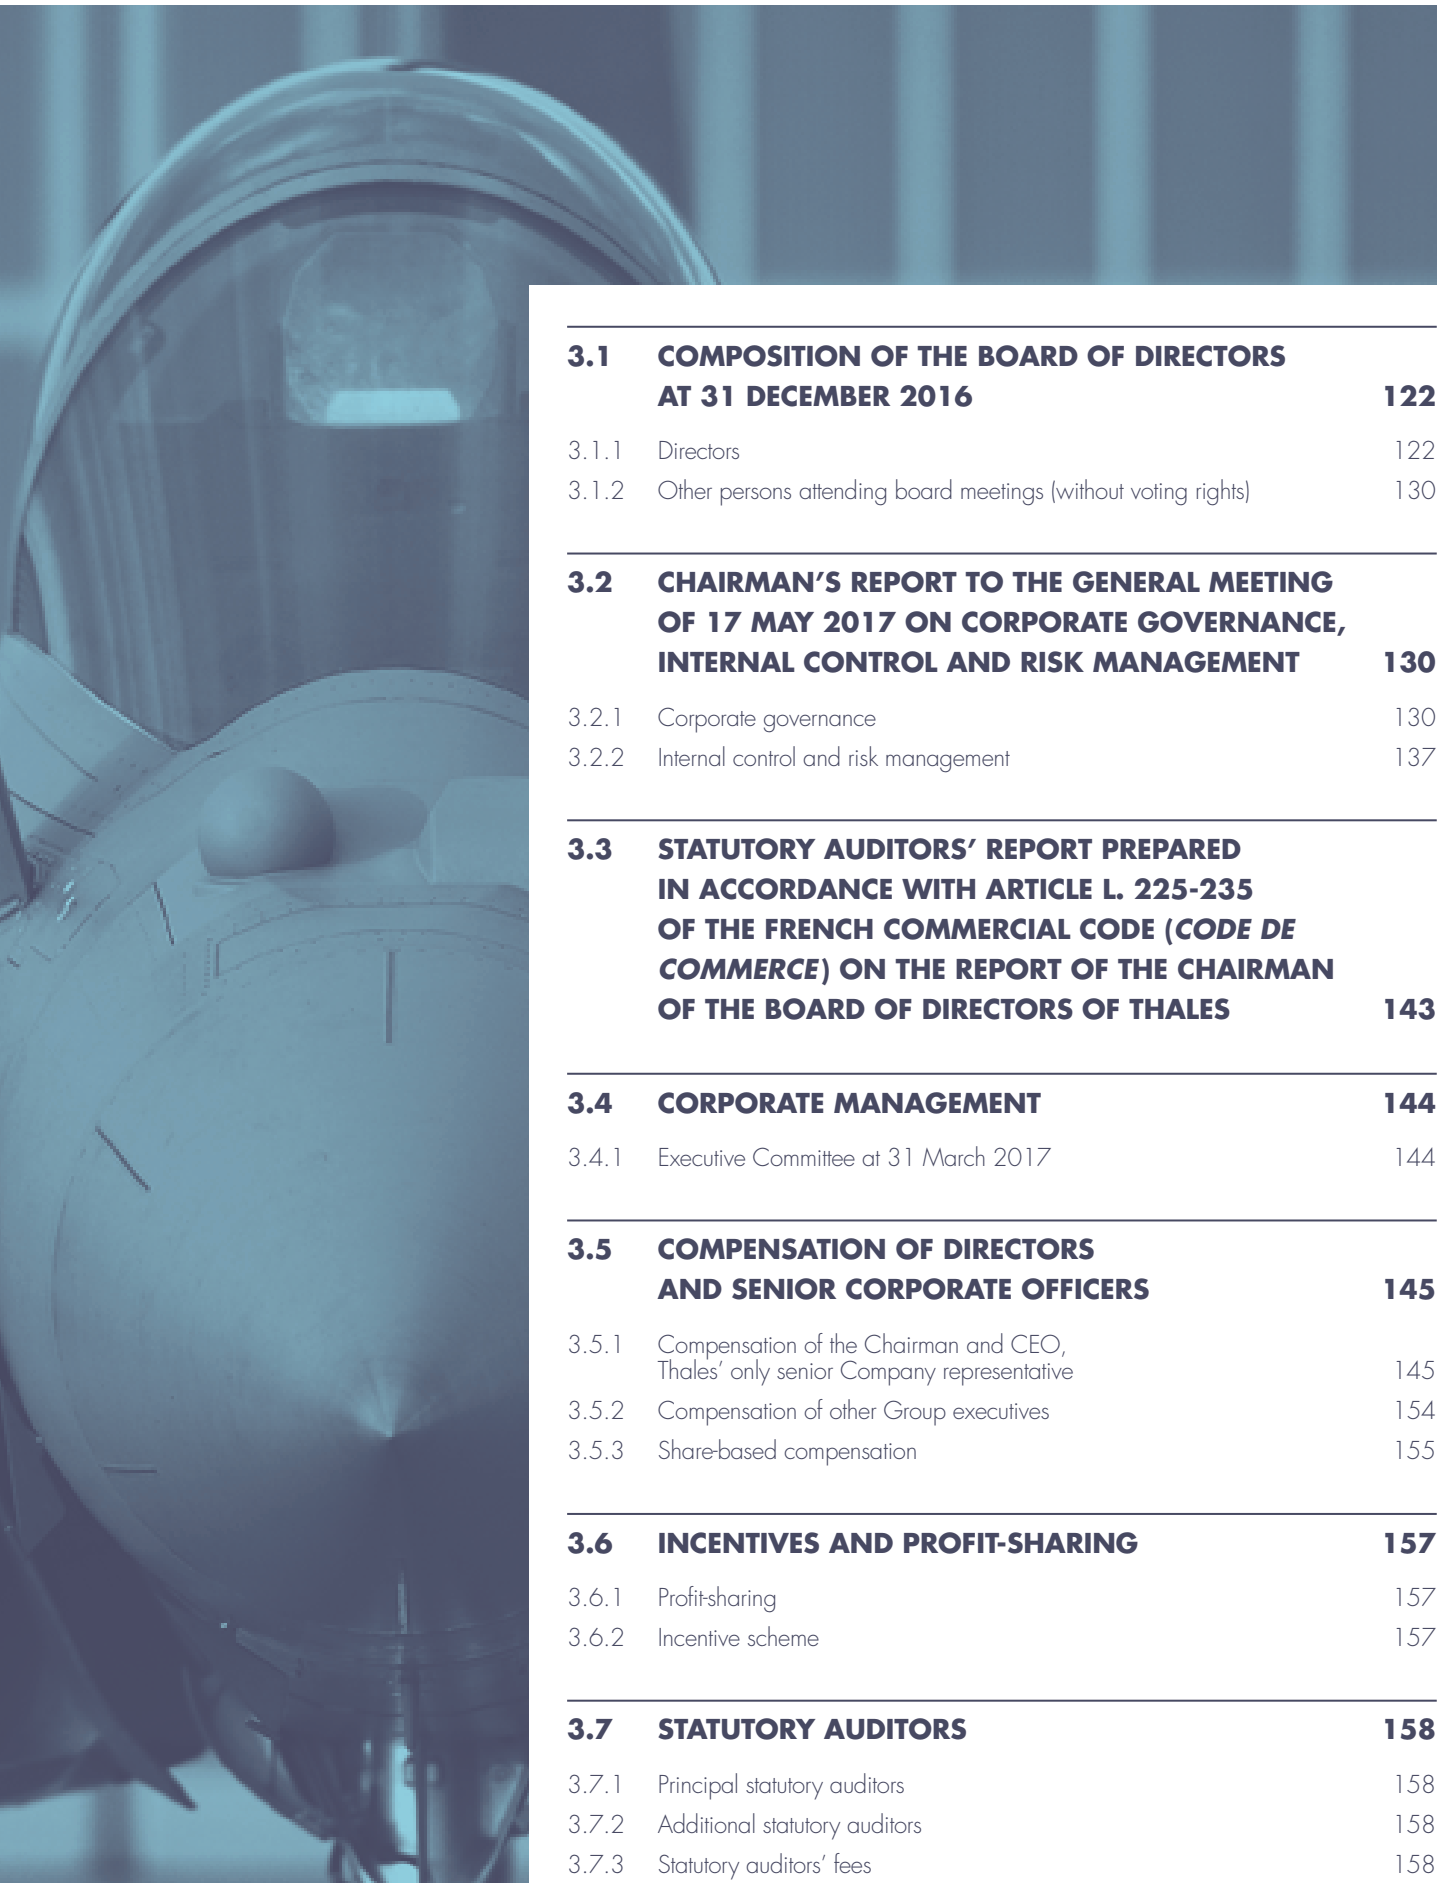 3.1 COMPOSITION OF THE BOARD OF DIRECTORS
AT 31 DECEMBER 2016 122
3.1.1 Directors 122
3.1.2 Other persons attending board meetings (without voting rights) 130
3.2 CHAIRMAN’S REPORT TO THE GENERAL MEETING
OF 17 MAY 2017 ON CORPORATE GOVERNANCE,
INTERNAL CONTROL AND RISK MANAGEMENT 130
3.2.1 Corporate governance 130
3.2.2 Internal control and risk management 137
3.3 STATUTORY AUDITORS’ REPORT PREPARED
IN ACCORDANCE WITH ARTICLE L. 225-235
OF THE FRENCH COMMERCIAL CODE (CODE DE
COMMERCE) ON THE REPORT OF THE CHAIRMAN
OF THE BOARD OF DIRECTORS OF THALES 143
3.4 CORPORATE MANAGEMENT 144
3.4.1 Executive Committee at 31 March 2017 144
3.5 COMPENSATION OF DIRECTORS
AND SENIOR CORPORATE OFFICERS 145
3.5.1 Compensation of the Chairman and CEO,
Thales’ only senior Company representative 145
3.5.2 Compensation of other Group executives 154
3.5.3 Share-based compensation 155
3.6 INCENTIVES AND PROFIT-SHARING 157
3.6.1 Profit-sharing 157
3.6.2 Incentive scheme 157
3.7 STATUTORY AUDITORS 158
3.7.1 Principal statutory auditors 158
3.7.2 Additional statutory auditors 158
3.7.3 Statutory auditors’ fees 158